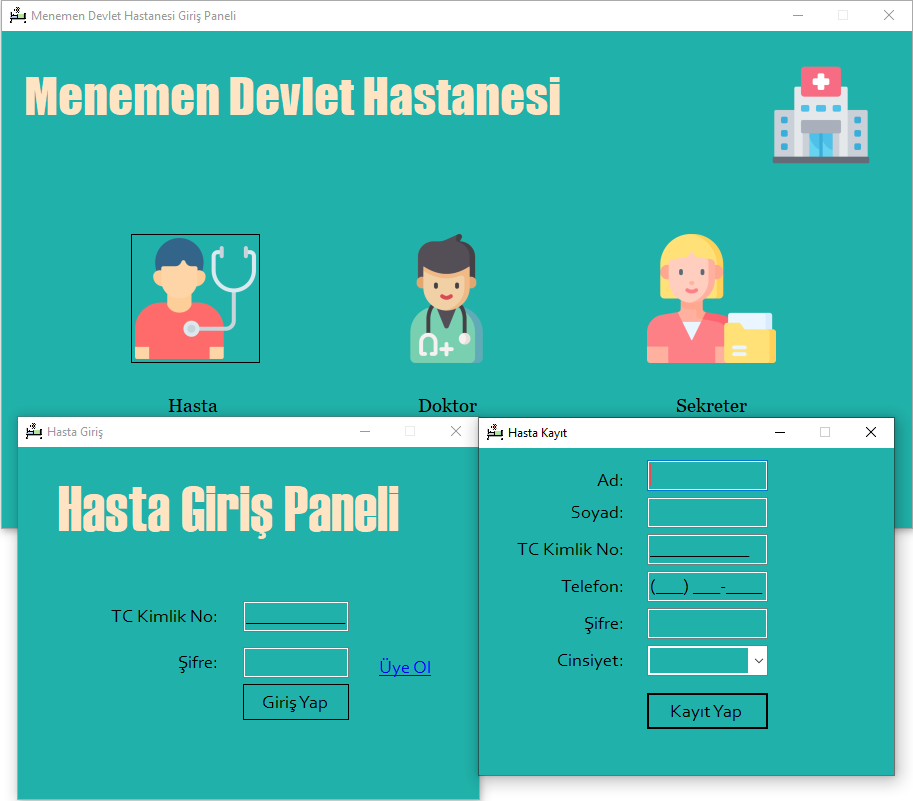 Menemen Devlet Hastanesi Giriş Paneli
Menemen Devlet Hastanesi
Hasta
Doktor
Sekreter
Hasta Giriş
Hasta Giriş Paneli
TC Kimlik No: ___________
Şifre:
Üye Ol
Giriş Yap
Hasta Kayıt
Ad:
Soyad:
TC Kimlik No: ___________
Telefon: (___) ___-____
Şifre:
Cinsiyet:
Kayıt Yap